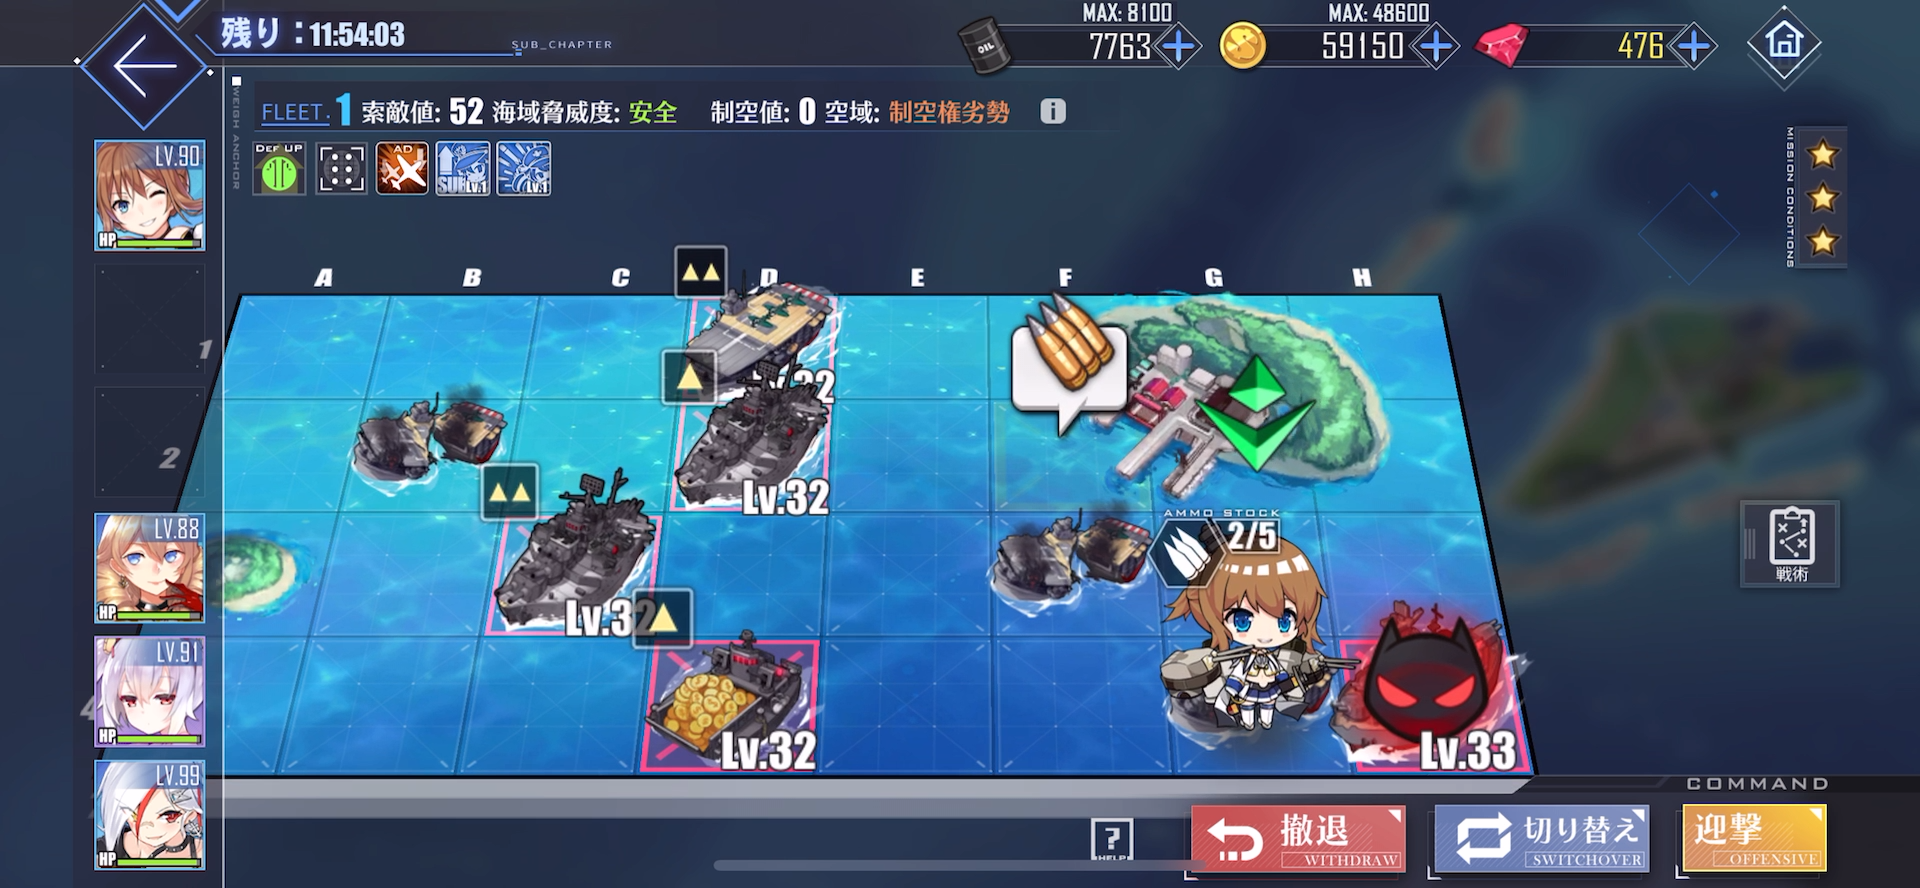 残り：11:54:03
SUB_CHAPTER
MAX: 8100
7763
OIL
MAX: 48600
59150
476
WEIGH ANCHOR
FLEET. 1 索敵値: 52 海域脅威度: 安全 制空値: 0 空域: 制空権劣勢 i
DEF UP
AD
SUB LV.1
LV.1
MISSION CONDITIONS
LV.90
HP
A B C D E F G H
1
2
4
Lv.32
Lv.32
AMMO STOCK
2/5
LV.88
HP
Lv.32
戦術
LV.91
HP
Lv.32
Lv.33
LV.99
HP
COMMAND
?
HELP
撤退
WITHDRAW
切り替え
SWITCHOVER
迎撃
OFFENSIVE